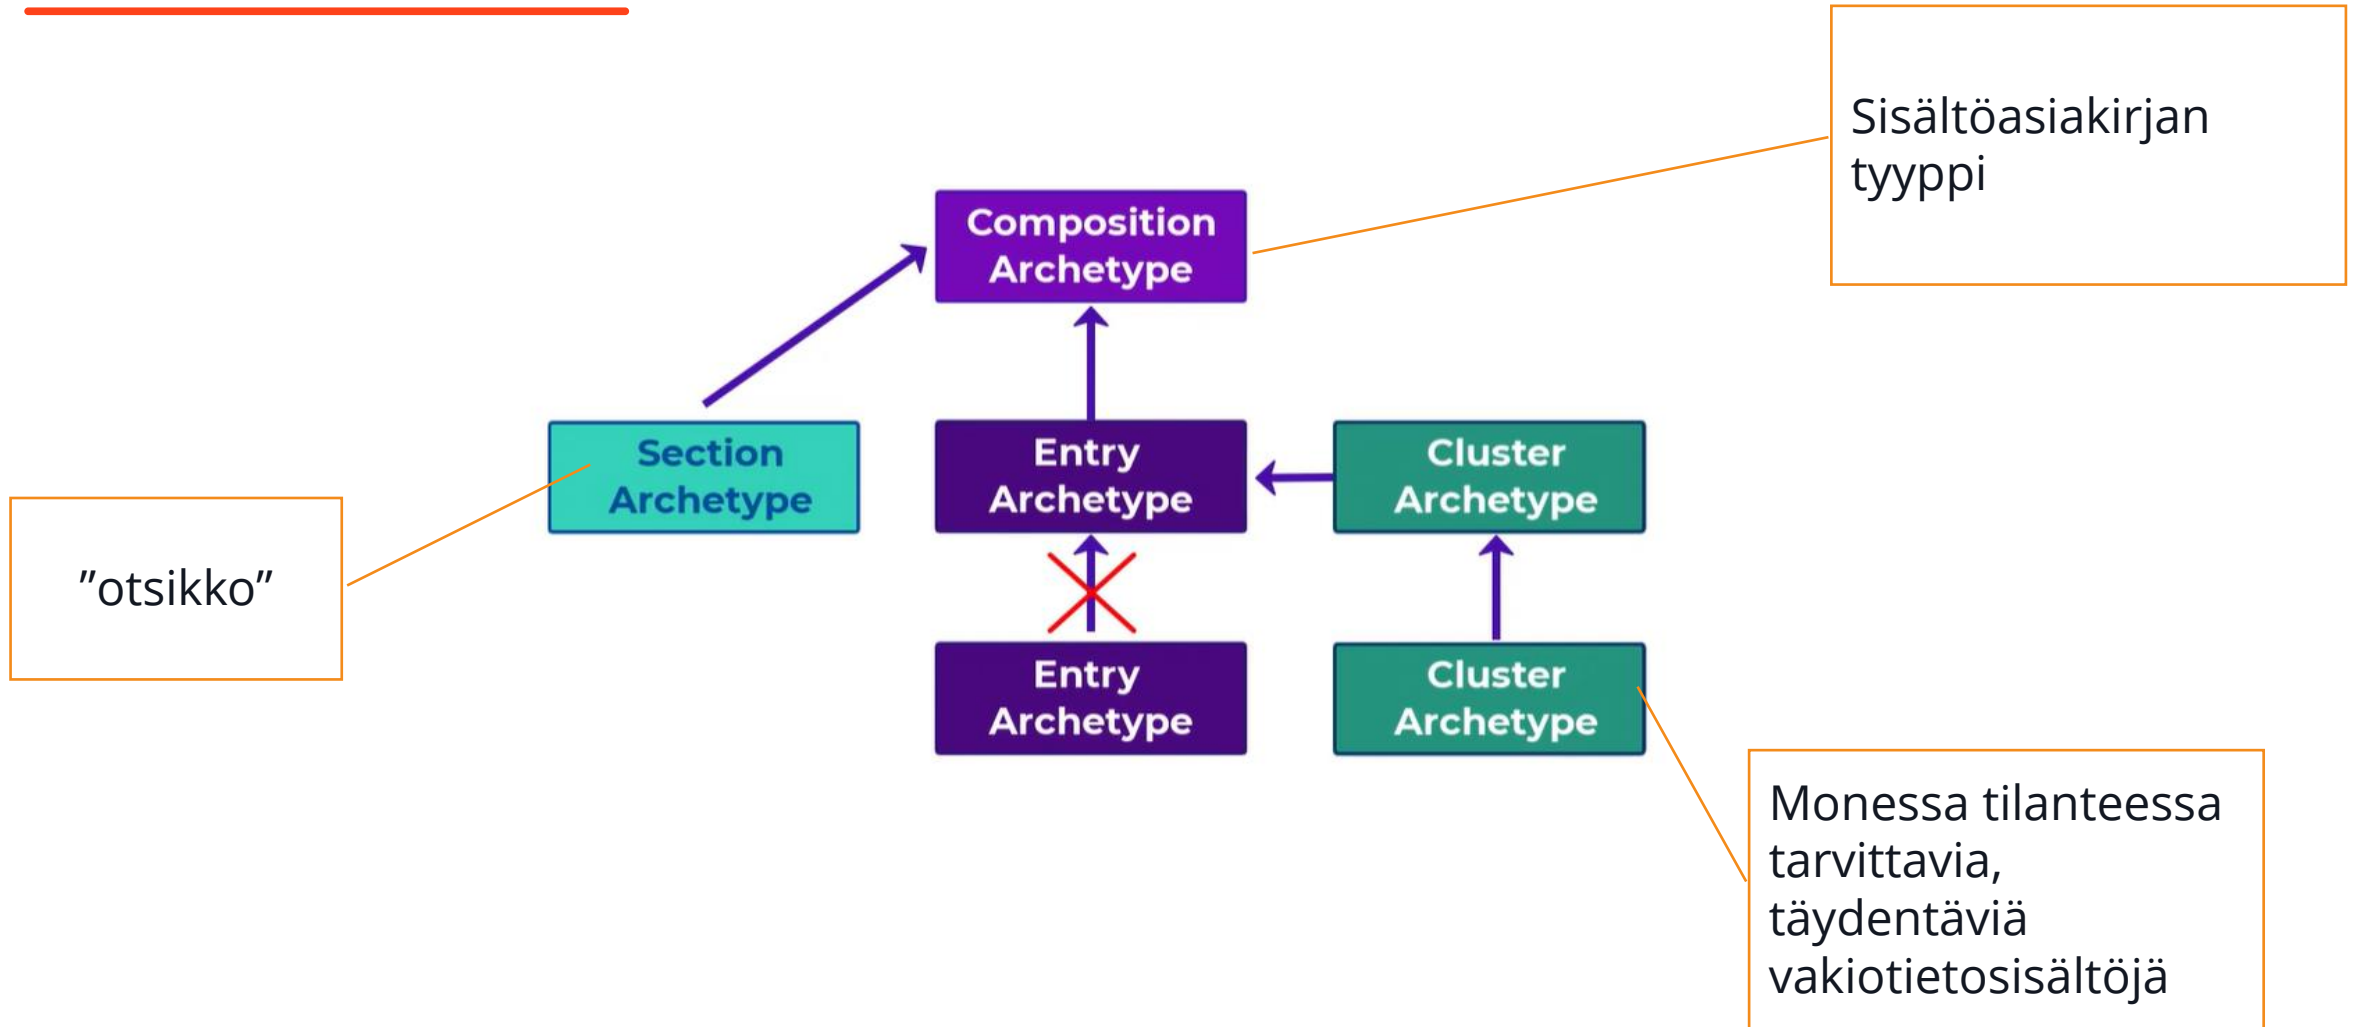 Sisältöasiakirjan
tyyppi
Composition
Archetype
Section
Archetype
Entry
Archetype
Cluster
Archetype
”otsikko”
Entry
Archetype
Cluster
Archetype
Monessa tilanteessa
tarvittavia,
täydentäviä
vakiotietosisältöjä